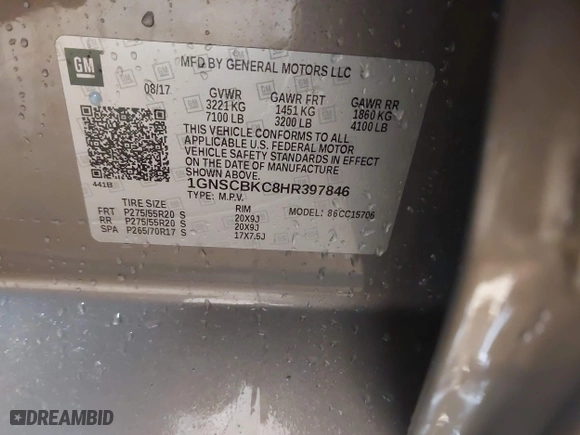 GM
MFD BY GENERAL MOTORS LLC
08/17
GVWR GAWR FRT GAWR RR
3221 KG 1451 KG 1860 KG
7100 LB 3200 LB 4100 LB
THIS VEHICLE CONFORMS TO ALL
APPLICABLE U.S. FEDERAL MOTOR
VEHICLE SAFETY STANDARDS IN EFFECT
ON THE DATE OF MANUFACTURE
SHOWN ABOVE.
1GNSCBKC8HR397846
TYPE: M.P.V.
441B
TIRE SIZE RIM MODEL: 86CC15706
FRT P275/55R20 S 20X9J
RR P275/55R20 S 20X9J
SPA P265/70R17 S 17X7.5J
DREAMBID